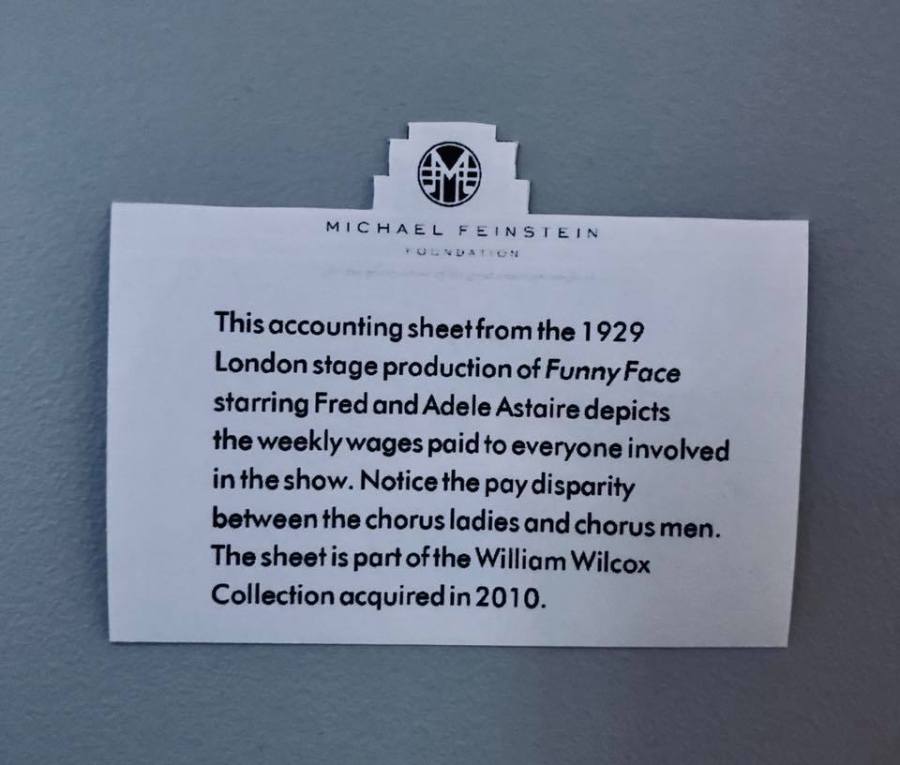 MICHAEL FEINSTEIN
FOUNDATION
This accounting sheet from the 1929
London stage production of Funny Face
starring Fred and Adele Astaire depicts
the weekly wages paid to everyone involved
in the show. Notice the pay disparity
between the chorus ladies and chorus men.
The sheet is part of the William Wilcox
Collection acquired in 2010.